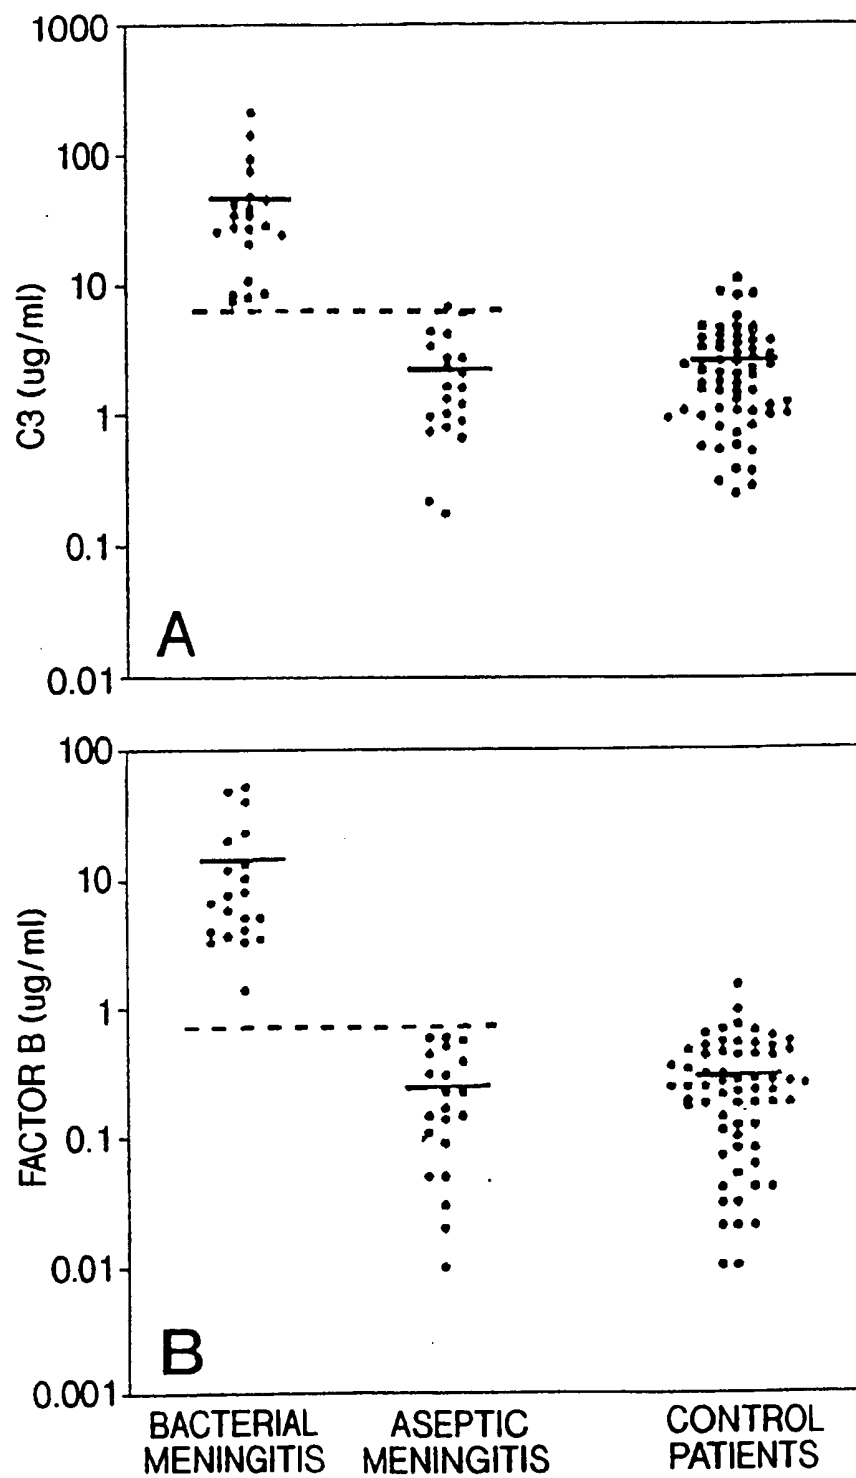 1000
100
10
1
0.1
0.01
C3 (ug/ml)
A
100
10
1
0.1
0.01
0.001
FACTOR B (ug/ml)
B
BACTERIAL
MENINGITIS
ASEPTIC
MENINGITIS
CONTROL
PATIENTS